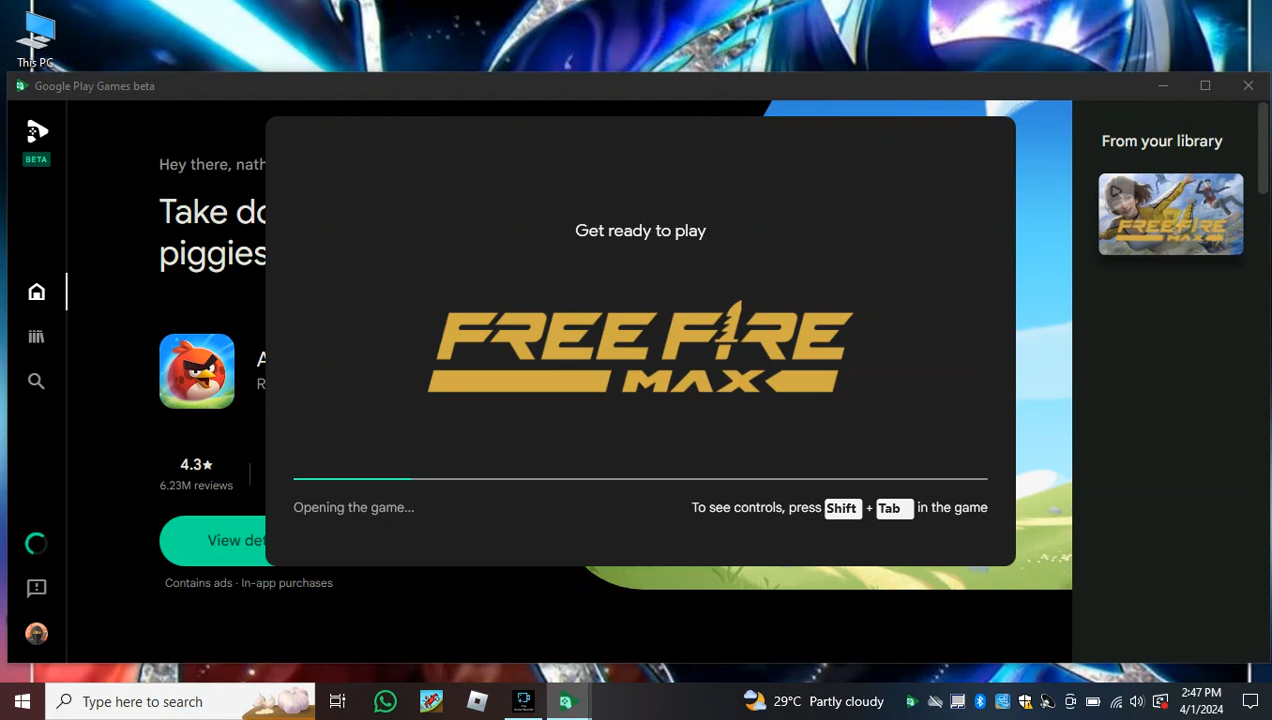 This PC
Google Play Games beta
BETA
Hey there, nath
Take do
piggies
A
R
4.3★
6.23M reviews
View det
Contains ads · In-app purchases
Get ready to play
FREE FIRE
MAX
Opening the game...
To see controls, press Shift + Tab in the game
From your library
FREE FIRE
MAX
Type here to search
29°C Partly cloudy
2:47 PM
4/1/2024